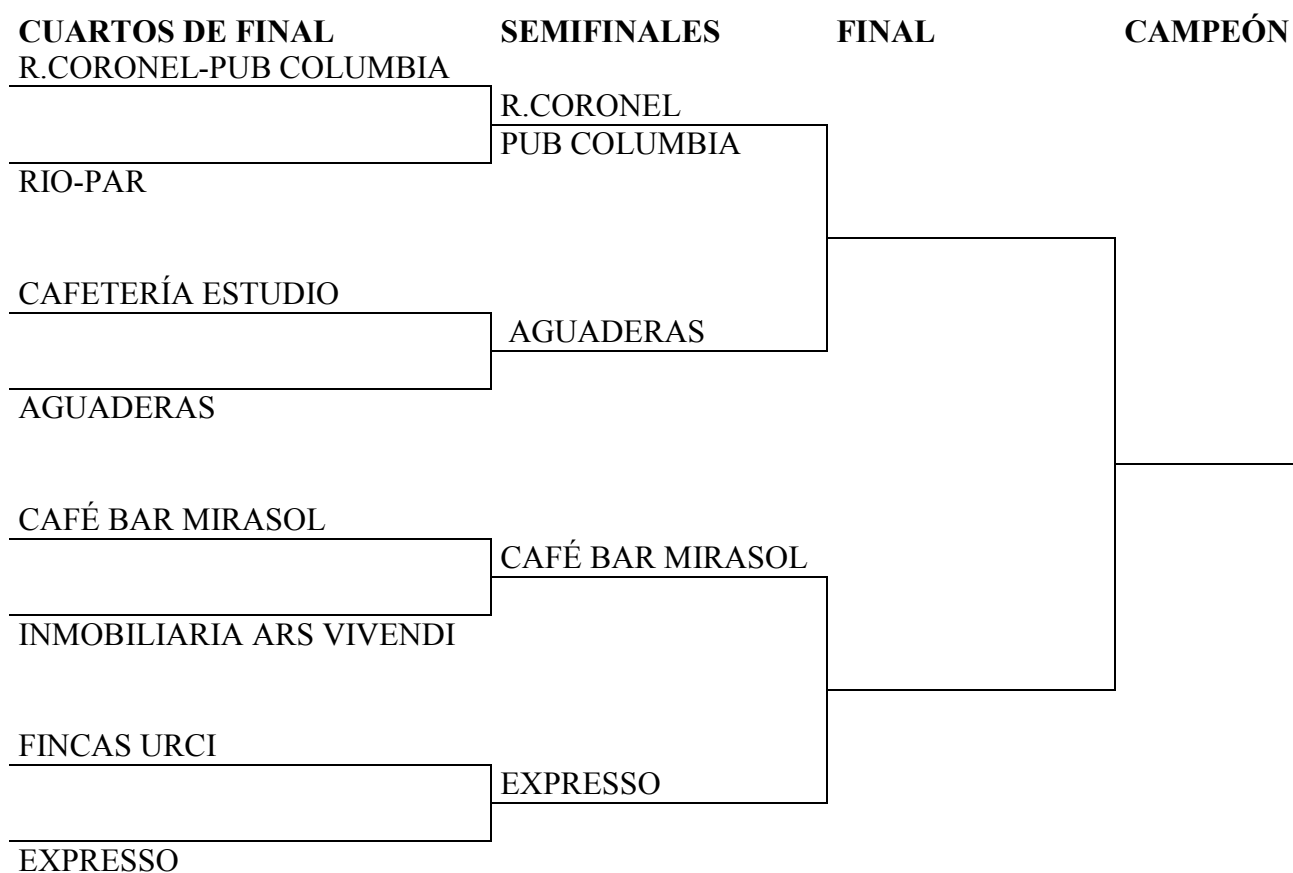 CUARTOS DE FINAL SEMIFINALES FINAL CAMPEÓN
R.CORONEL-PUB COLUMBIA
R.CORONEL
PUB COLUMBIA
RIO-PAR
CAFETERÍA ESTUDIO
AGUADERAS
AGUADERAS
CAFÉ BAR MIRASOL
CAFÉ BAR MIRASOL
INMOBILIARIA ARS VIVENDI
FINCAS URCI
EXPRESSO
EXPRESSO